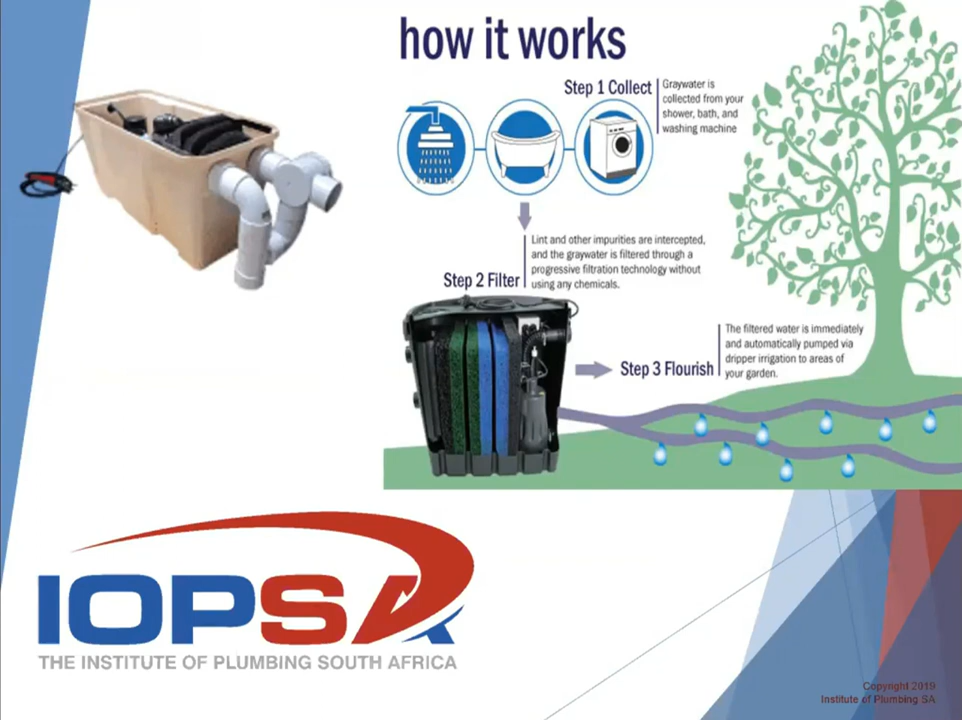 how it works
Step 1 Collect
Graywater is
collected from your
shower, bath, and
washing machine
Lint and other impurities are intercepted,
and the graywater is filtered through a
progressive filtration technology without
using any chemicals.
Step 2 Filter
The filtered water is immediately
and automatically pumped via
dripper irrigation to areas of
your garden.
Step 3 Flourish
IOPSA
THE INSTITUTE OF PLUMBING SOUTH AFRICA
Copyright 2019
Institute of Plumbing SA